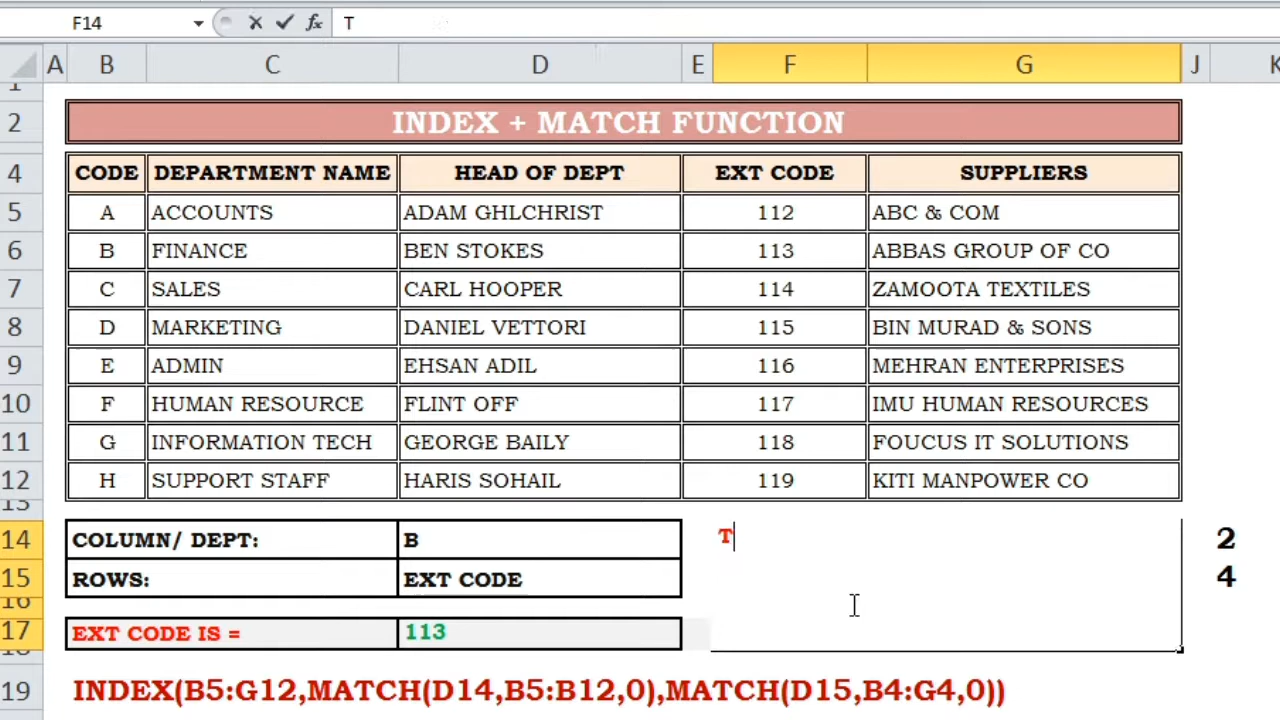 F14 fx T
A B C D E F G J K
1
2 INDEX + MATCH FUNCTION
4 CODE DEPARTMENT NAME HEAD OF DEPT EXT CODE SUPPLIERS
5 A ACCOUNTS ADAM GHLCHRIST 112 ABC & COM
6 B FINANCE BEN STOKES 113 ABBAS GROUP OF CO
7 C SALES CARL HOOPER 114 ZAMOOTA TEXTILES
8 D MARKETING DANIEL VETTORI 115 BIN MURAD & SONS
9 E ADMIN EHSAN ADIL 116 MEHRAN ENTERPRISES
10 F HUMAN RESOURCE FLINT OFF 117 IMU HUMAN RESOURCES
11 G INFORMATION TECH GEORGE BAILY 118 FOUCUS IT SOLUTIONS
12 H SUPPORT STAFF HARIS SOHAIL 119 KITI MANPOWER CO
13
14 COLUMN/ DEPT: B T 2
15 ROWS: EXT CODE 4
16
17 EXT CODE IS = 113
18
19 INDEX(B5:G12,MATCH(D14,B5:B12,0),MATCH(D15,B4:G4,0))